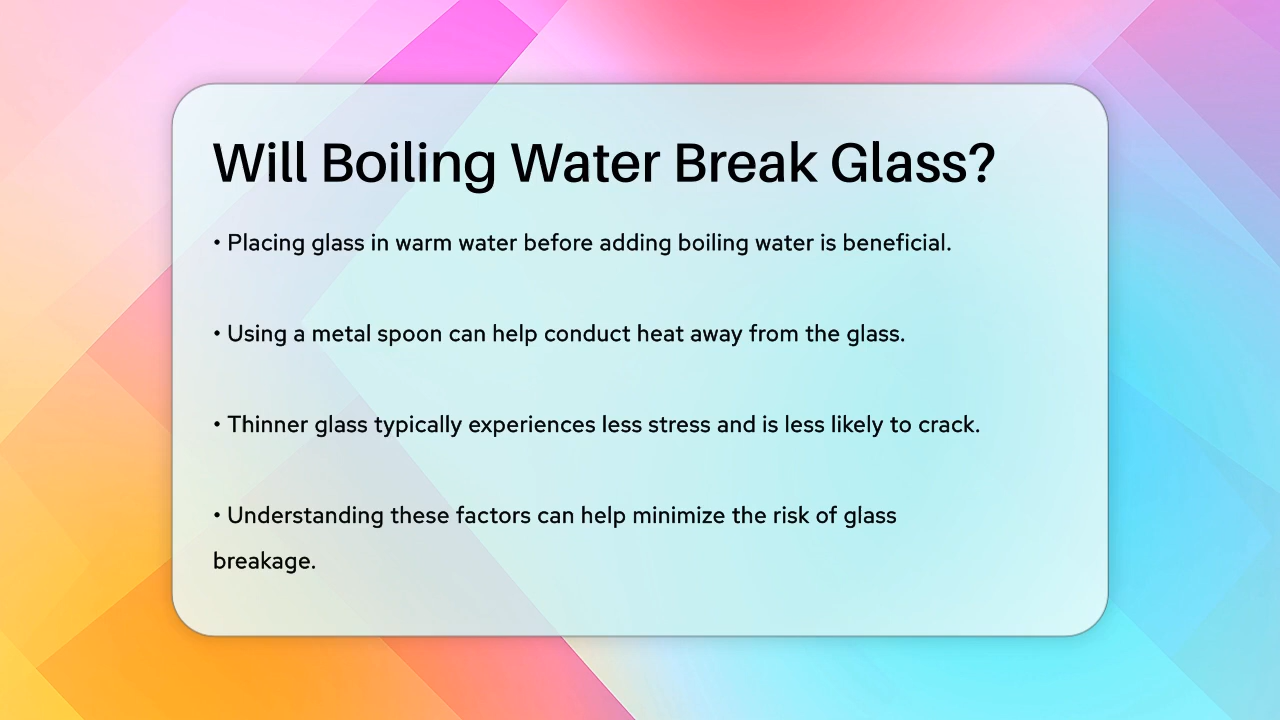 Will Boiling Water Break Glass?
• Placing glass in warm water before adding boiling water is beneficial.
• Using a metal spoon can help conduct heat away from the glass.
• Thinner glass typically experiences less stress and is less likely to crack.
• Understanding these factors can help minimize the risk of glass
breakage.